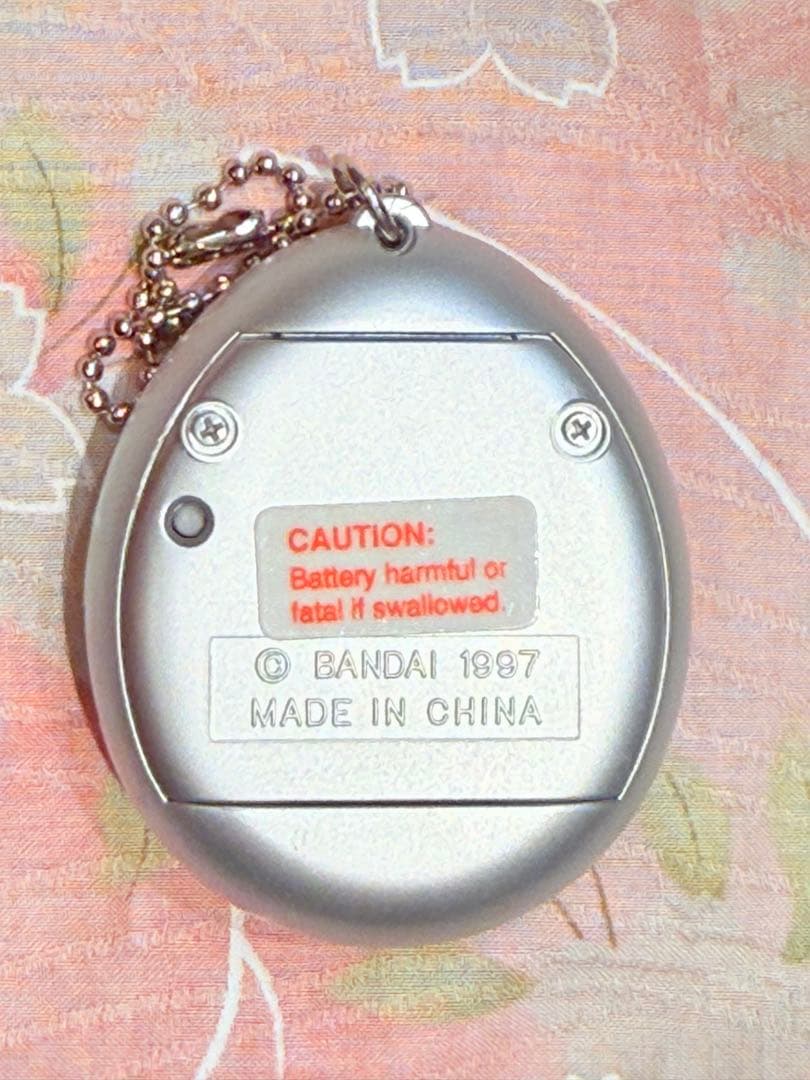 CAUTION:
Battery harmful or
fatal if swallowed.
© BANDAI 1997
MADE IN CHINA